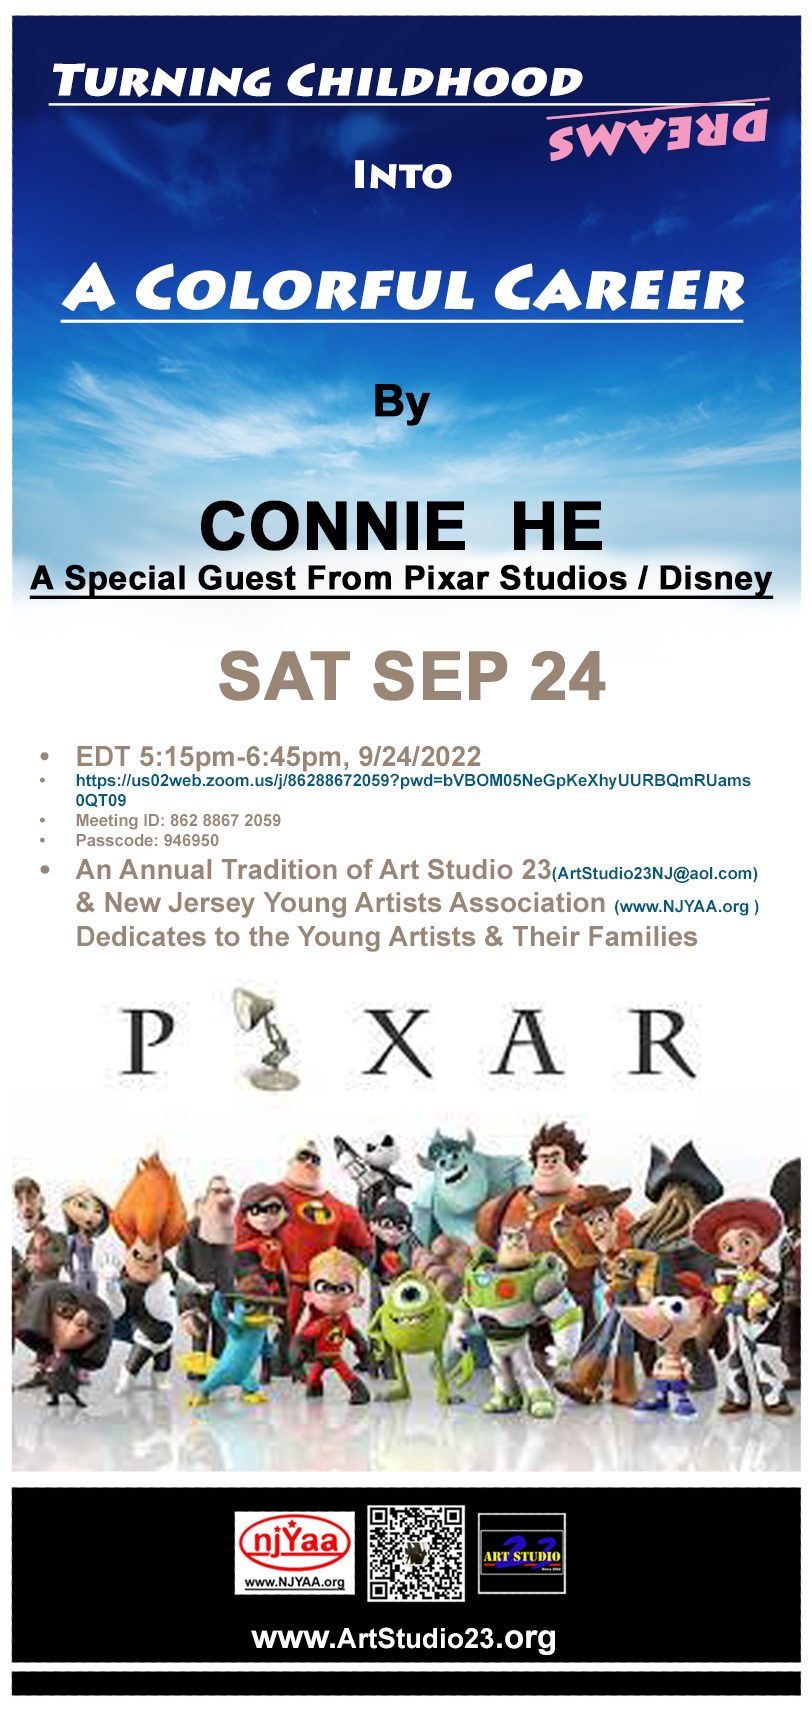 TURNING CHILDHOOD
DREAMS
INTO
A COLORFUL CAREER
By
CONNIE HE
A Special Guest From Pixar Studios / Disney
SAT SEP 24
• EDT 5:15pm-6:45pm, 9/24/2022
• https://us02web.zoom.us/j/86288672059?pwd=bVBOM05NeGpKeXhyUURBQmRUams
0QT09
• Meeting ID: 862 8867 2059
• Passcode: 946950
• An Annual Tradition of Art Studio 23(ArtStudio23NJ@aol.com)
& New Jersey Young Artists Association (www.NJYAA.org )
Dedicates to the Young Artists & Their Families
PIXAR
njYaa
www.NJYAA.org
23
ART STUDIO
Since 2002
www.ArtStudio23.org